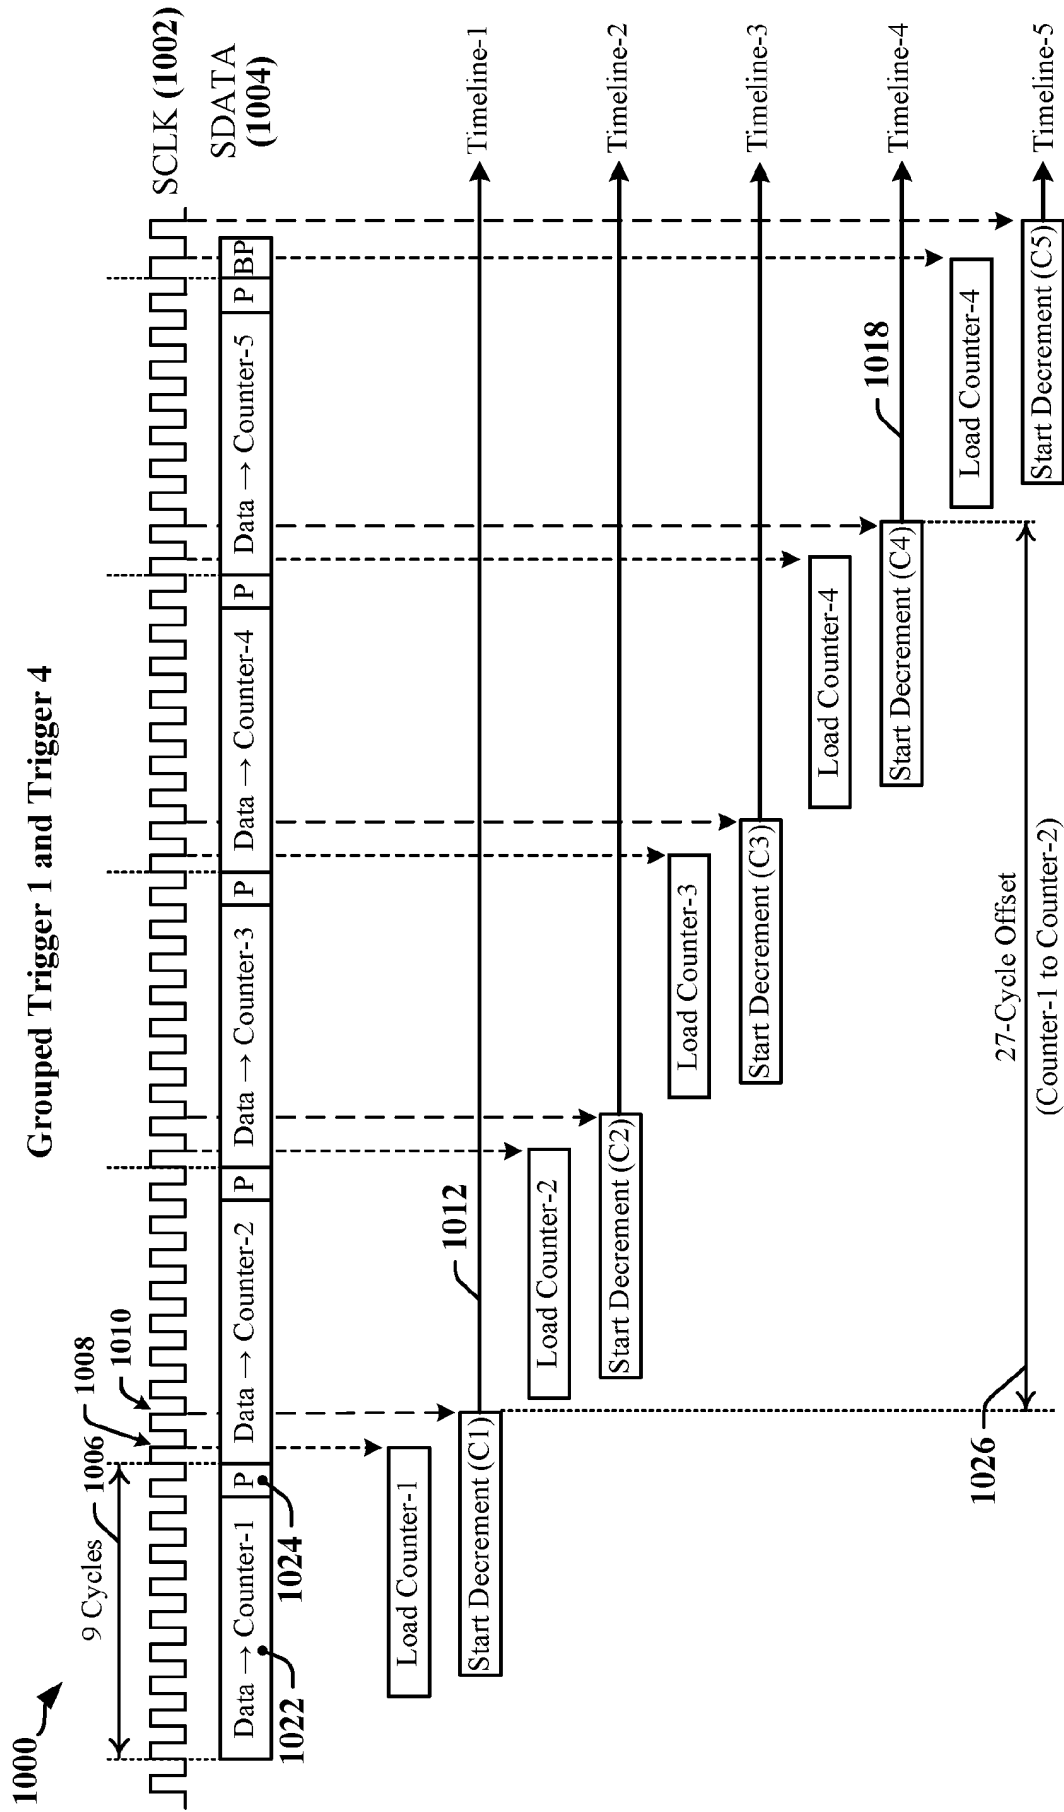 1000
Grouped Trigger 1 and Trigger 4
9 Cycles
1006
1008
1010
SCLK (1002)
SDATA
(1004)
Data → Counter-1
P
Data → Counter-2
P
Data → Counter-3
P
Data → Counter-4
P
Data → Counter-5
P
BP
1022
1024
Load Counter-1
1012
Start Decrement (C1)
Timeline-1
Load Counter-2
Start Decrement (C2)
Timeline-2
Load Counter-3
Start Decrement (C3)
Timeline-3
Load Counter-4
1018
Start Decrement (C4)
Timeline-4
Load Counter-4
Start Decrement (C5)
Timeline-5
1026
27-Cycle Offset
(Counter-1 to Counter-2)